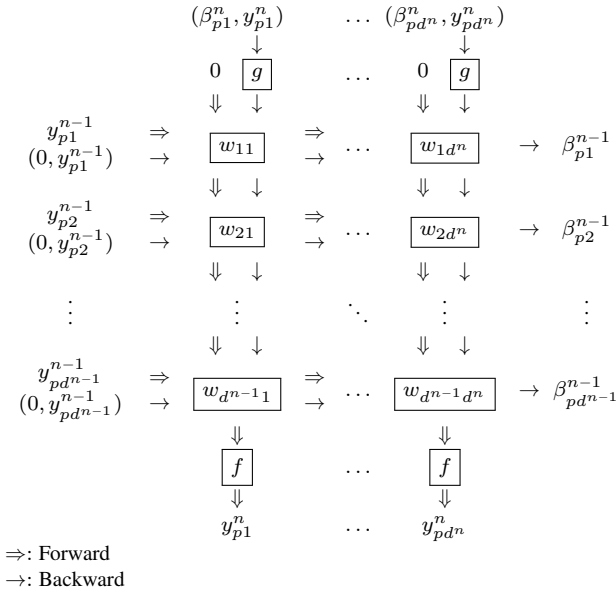 (β^n_{p1}, y^n_{p1}) … (β^n_{pd^n}, y^n_{pd^n})
↓ ↓
0 g … 0 g
⇓ ↓ ⇓ ↓
y^{n-1}_{p1} ⇒ w_{11} ⇒ … w_{1d^n} → β^{n-1}_{p1}
(0, y^{n-1}_{p1}) → →
⇓ ↓ ⇓ ↓
y^{n-1}_{p2} ⇒ w_{21} ⇒ … w_{2d^n} → β^{n-1}_{p2}
(0, y^{n-1}_{p2}) → →
⇓ ↓ ⇓ ↓
⋮ ⋮ ⋱ ⋮ ⋮
⇓ ↓ ⇓ ↓
y^{n-1}_{pd^{n-1}} ⇒ w_{d^{n-1}1} ⇒ … w_{d^{n-1}d^n} → β^{n-1}_{pd^{n-1}}
(0, y^{n-1}_{pd^{n-1}}) → →
⇓ ⇓
f … f
⇓ ⇓
y^n_{p1} … y^n_{pd^n}
⇒: Forward
→: Backward